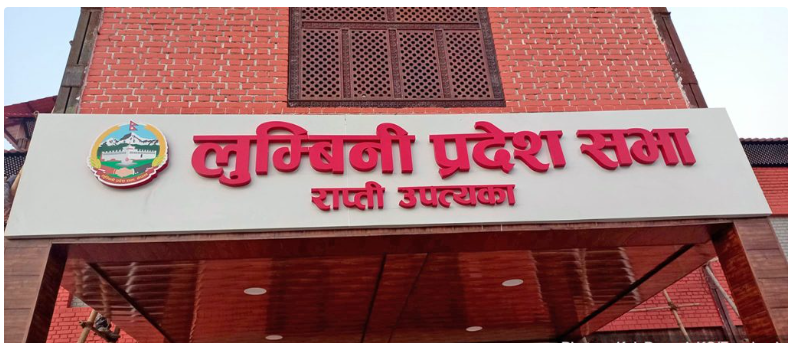 लुम्बिनी प्रदेश सभा
राप्ती उपत्यका